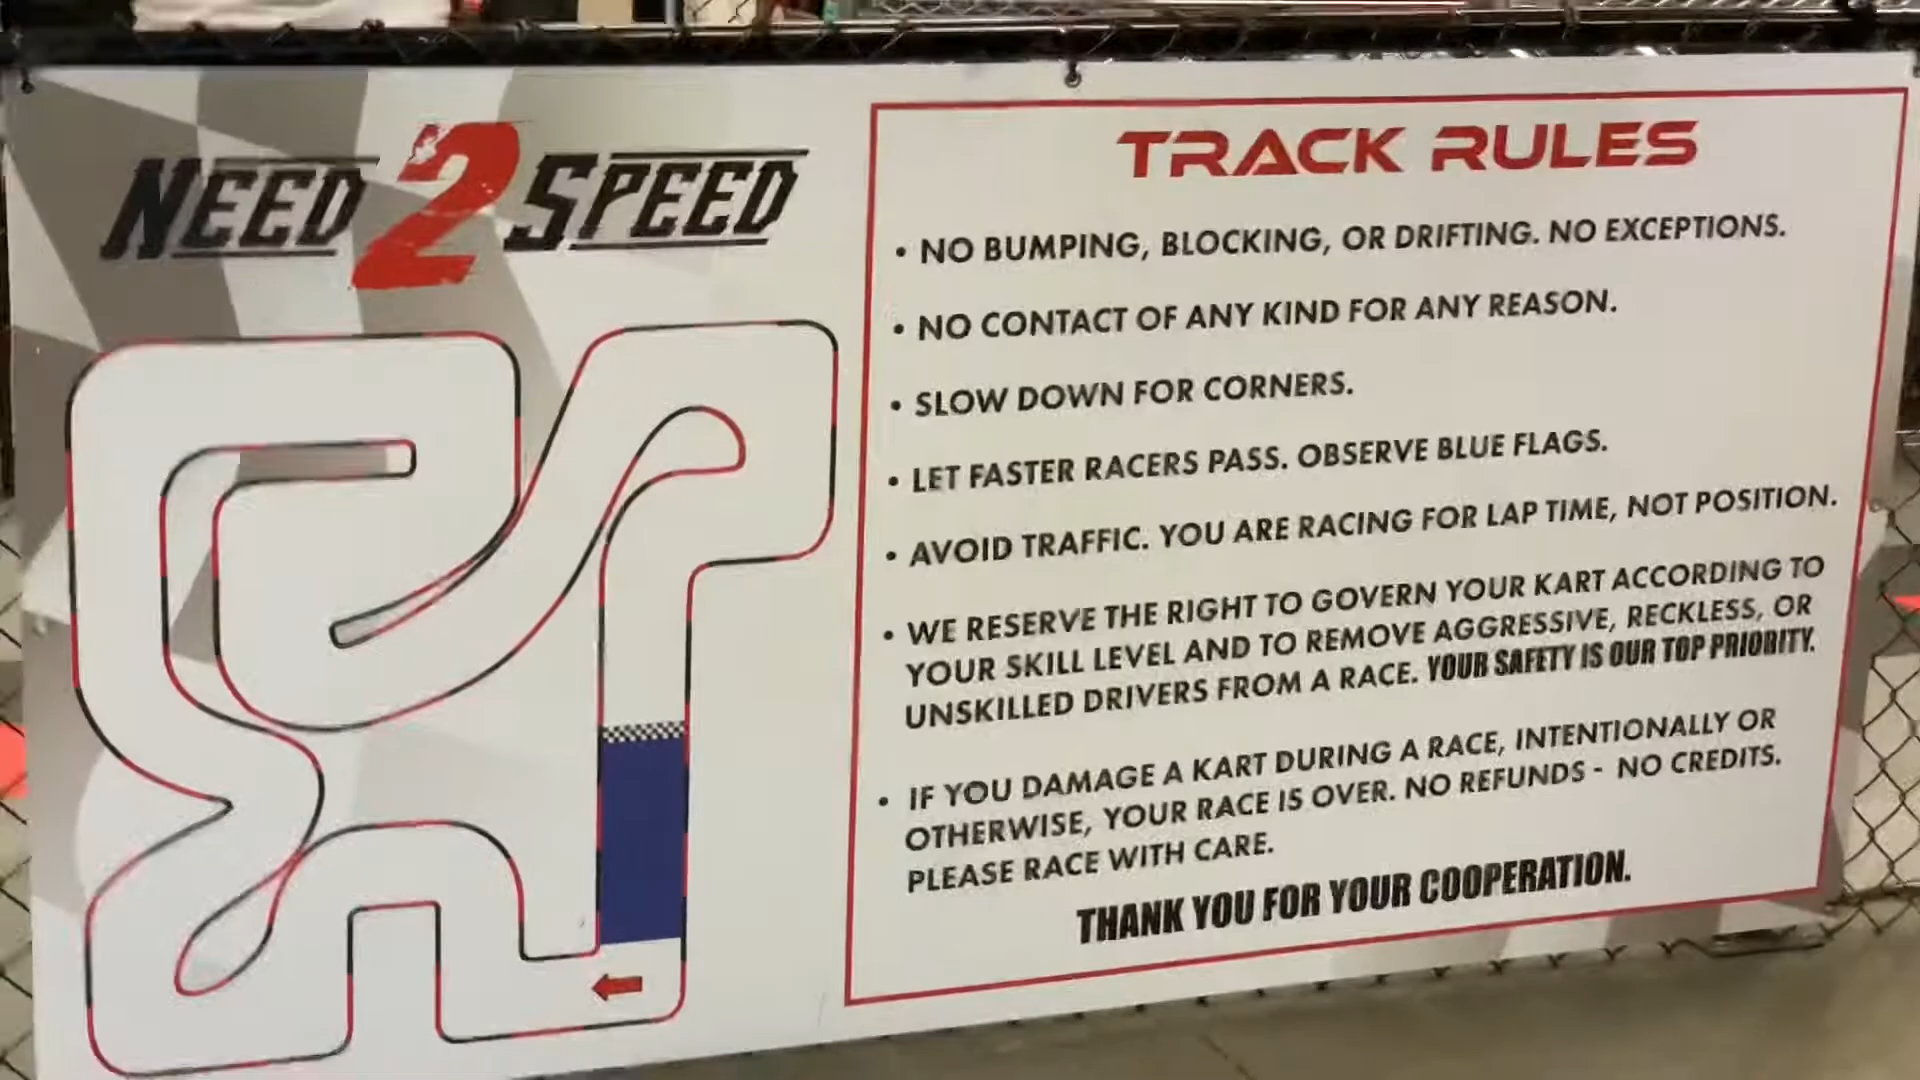 NEED 2 SPEED
TRACK RULES
• NO BUMPING, BLOCKING, OR DRIFTING. NO EXCEPTIONS.
• NO CONTACT OF ANY KIND FOR ANY REASON.
• SLOW DOWN FOR CORNERS.
• LET FASTER RACERS PASS. OBSERVE BLUE FLAGS.
• AVOID TRAFFIC. YOU ARE RACING FOR LAP TIME, NOT POSITION.
• WE RESERVE THE RIGHT TO GOVERN YOUR KART ACCORDING TO
YOUR SKILL LEVEL AND TO REMOVE AGGRESSIVE, RECKLESS, OR
UNSKILLED DRIVERS FROM A RACE. YOUR SAFETY IS OUR TOP PRIORITY.
• IF YOU DAMAGE A KART DURING A RACE, INTENTIONALLY OR
OTHERWISE, YOUR RACE IS OVER. NO REFUNDS - NO CREDITS.
PLEASE RACE WITH CARE.
THANK YOU FOR YOUR COOPERATION.